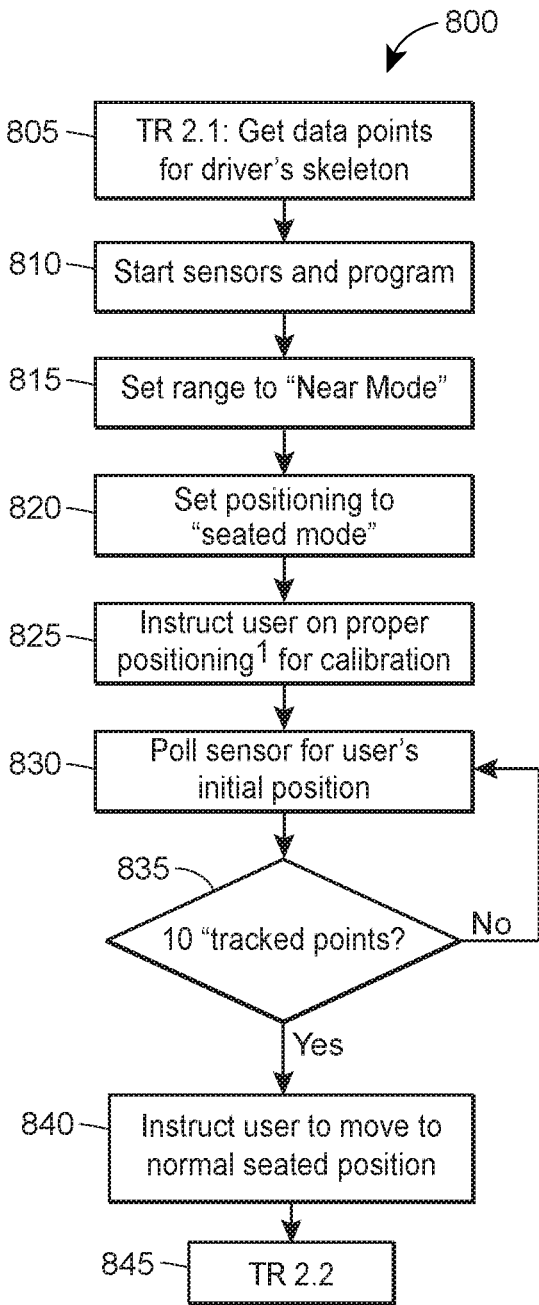 800
805
TR 2.1: Get data points
for driver's skeleton
810
Start sensors and program
815
Set range to “Near Mode”
820
Set positioning to
“seated mode”
825
Instruct user on proper
positioning1 for calibration
830
Poll sensor for user's
initial position
835
10 “tracked points?
No
Yes
840
Instruct user to move to
normal seated position
845
TR 2.2